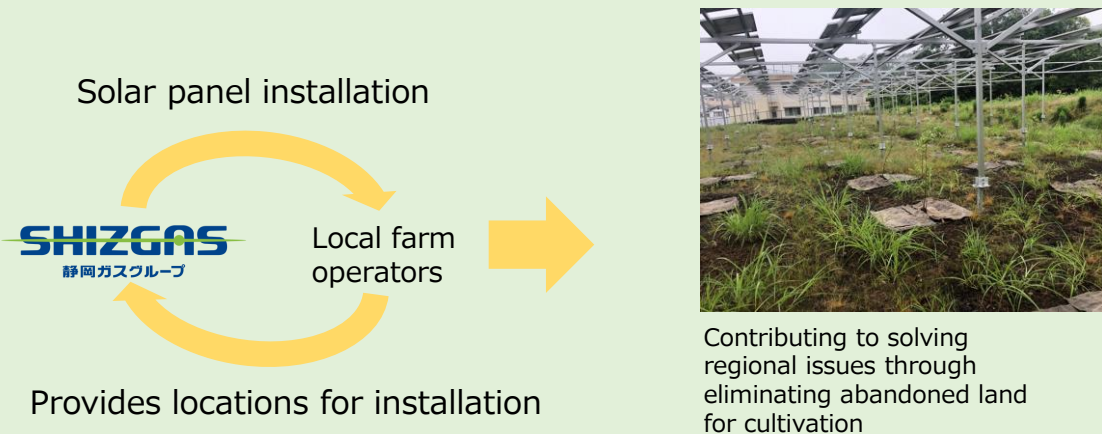 Solar panel installation
SHIZGAS
静岡ガスグループ
Local farm
operators
Provides locations for installation
Contributing to solving
regional issues through
eliminating abandoned land
for cultivation